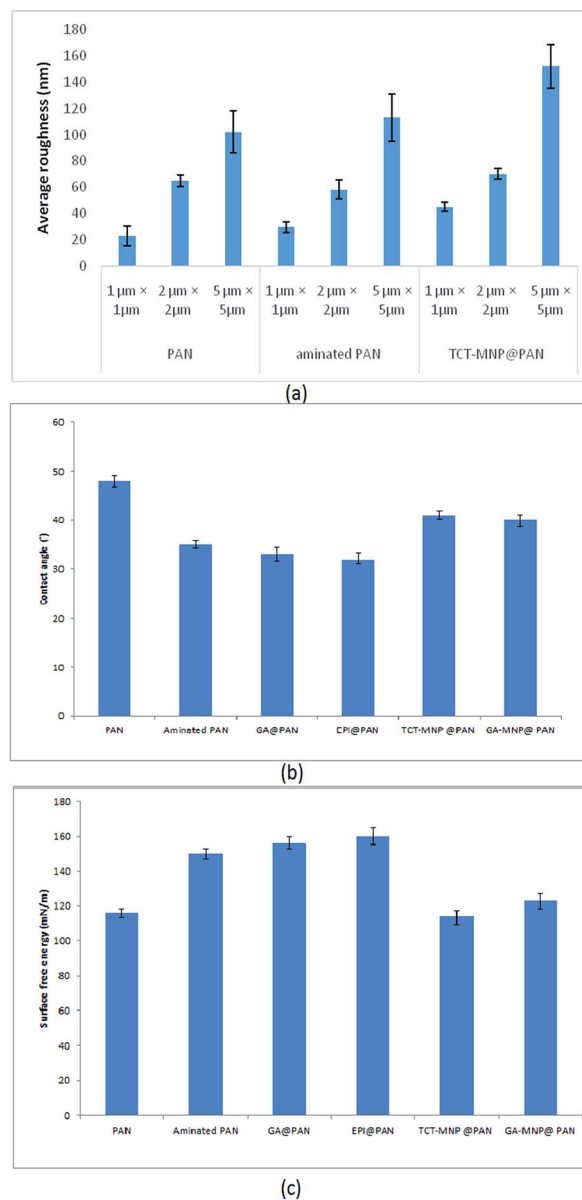 Average roughness (nm)
180
160
140
120
100
80
60
40
20
0
1 µm × 1µm
2 µm × 2µm
5 µm × 5µm
1 µm × 1µm
2 µm × 2µm
5 µm × 5µm
1 µm × 1µm
2 µm × 2µm
5 µm × 5µm
PAN
aminated PAN
TCT-MNP@PAN
(a)
Contact angle (°)
60
50
40
30
20
10
0
PAN
Aminated PAN
GA@PAN
EPI@PAN
TCT-MNP @PAN
GA-MNP@ PAN
(b)
Surface free energy (mN/m)
180
160
140
120
100
80
60
40
20
0
PAN
Aminated PAN
GA@PAN
EPI@PAN
TCT-MNP @PAN
GA-MNP@ PAN
(c)